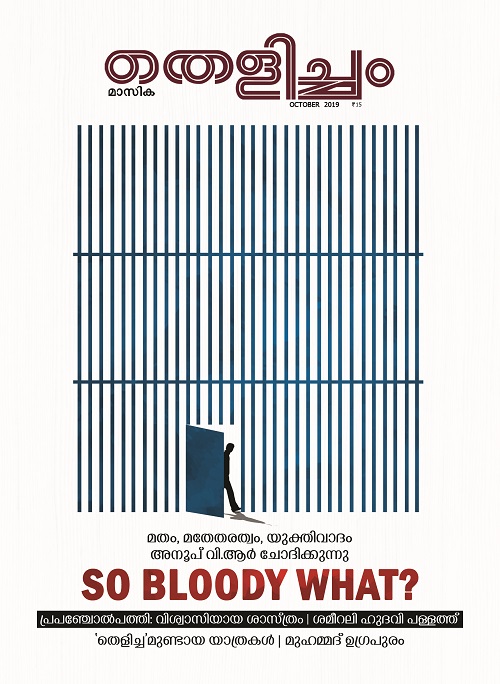 തെളിച്ചം
മാസിക
OCTOBER 2019 ₹15
മതം, മതേതരത്വം, യുക്തിവാദം
അനൂപ് വി.ആർ ചോദിക്കുന്നു
SO BLOODY WHAT?
പ്രപഞ്ചോൽപത്തി: വിശ്വാസിയായ ശാസ്ത്രം | ശമീറലി ഹുദവി പള്ളത്ത്
'തെളിച്ച'മുണ്ടായ യാത്രകൾ | മുഹമ്മദ് ഉഗ്രപുരം